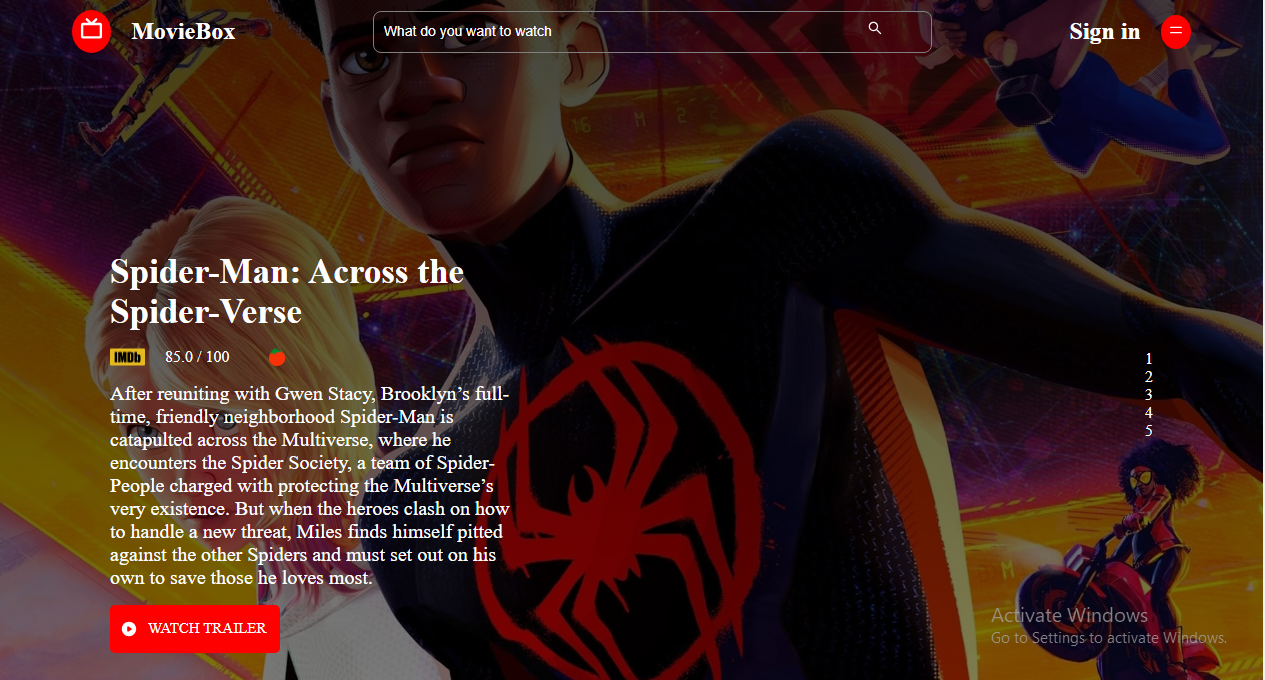 MovieBox
What do you want to watch
Sign in
Spider-Man: Across the
Spider-Verse
IMDb 85.0 / 100
After reuniting with Gwen Stacy, Brooklyn’s full-
time, friendly neighborhood Spider-Man is
catapulted across the Multiverse, where he
encounters the Spider Society, a team of Spider-
People charged with protecting the Multiverse’s
very existence. But when the heroes clash on how
to handle a new threat, Miles finds himself pitted
against the other Spiders and must set out on his
own to save those he loves most.
WATCH TRAILER
1
2
3
4
5
Activate Windows
Go to Settings to activate Windows.